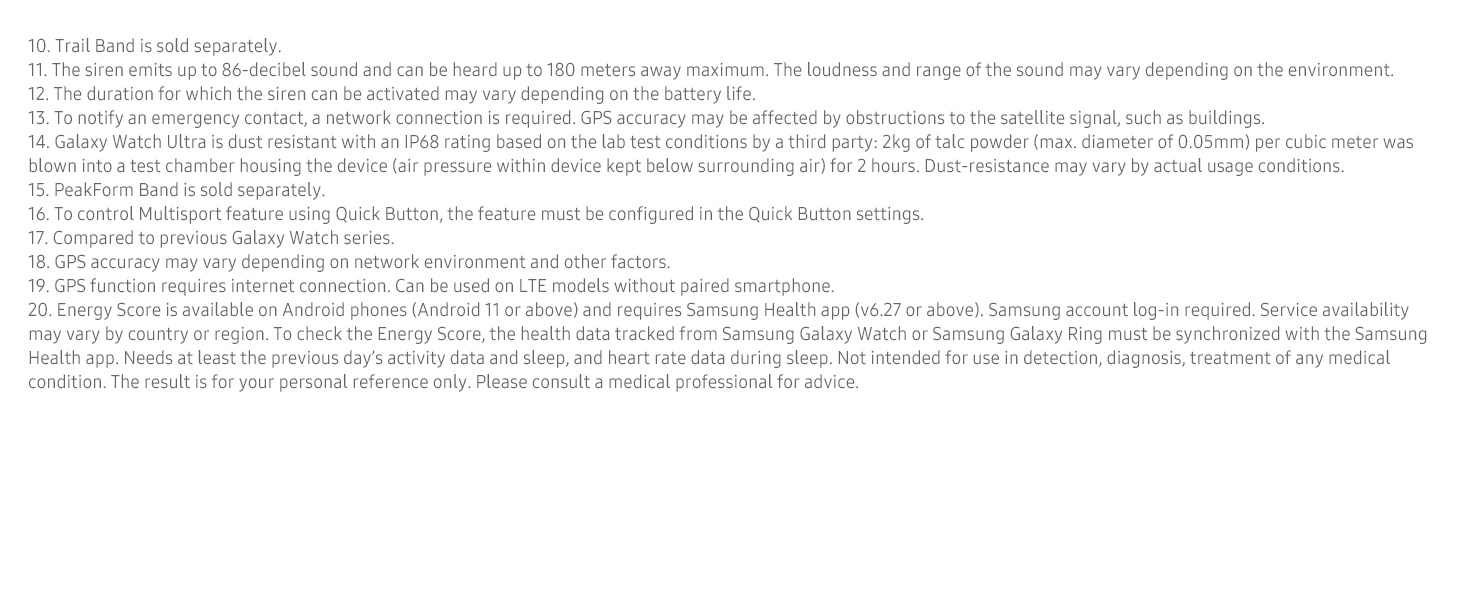 10. Trail Band is sold separately.
11. The siren emits up to 86-decibel sound and can be heard up to 180 meters away maximum. The loudness and range of the sound may vary depending on the environment.
12. The duration for which the siren can be activated may vary depending on the battery life.
13. To notify an emergency contact, a network connection is required. GPS accuracy may be affected by obstructions to the satellite signal, such as buildings.
14. Galaxy Watch Ultra is dust resistant with an IP68 rating based on the lab test conditions by a third party: 2kg of talc powder (max. diameter of 0.05mm) per cubic meter was
blown into a test chamber housing the device (air pressure within device kept below surrounding air) for 2 hours. Dust-resistance may vary by actual usage conditions.
15. PeakForm Band is sold separately.
16. To control Multisport feature using Quick Button, the feature must be configured in the Quick Button settings.
17. Compared to previous Galaxy Watch series.
18. GPS accuracy may vary depending on network environment and other factors.
19. GPS function requires internet connection. Can be used on LTE models without paired smartphone.
20. Energy Score is available on Android phones (Android 11 or above) and requires Samsung Health app (v6.27 or above). Samsung account log-in required. Service availability
may vary by country or region. To check the Energy Score, the health data tracked from Samsung Galaxy Watch or Samsung Galaxy Ring must be synchronized with the Samsung
Health app. Needs at least the previous day's activity data and sleep, and heart rate data during sleep. Not intended for use in detection, diagnosis, treatment of any medical
condition. The result is for your personal reference only. Please consult a medical professional for advice.